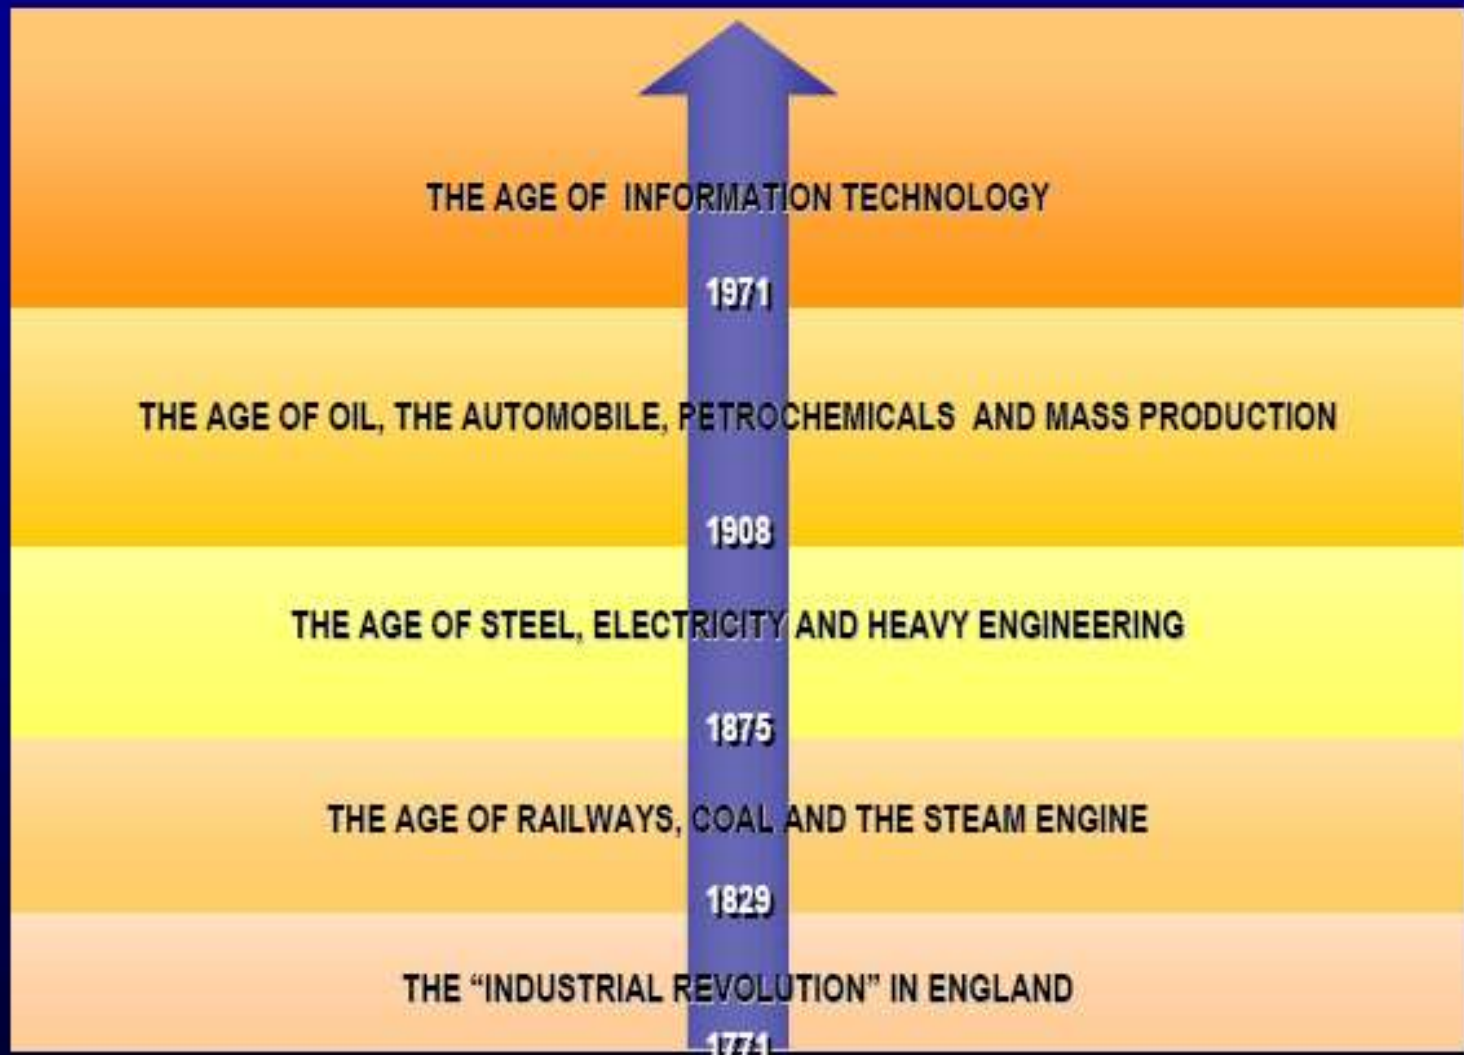 THE AGE OF INFORMATION TECHNOLOGY
1971
THE AGE OF OIL, THE AUTOMOBILE, PETROCHEMICALS AND MASS PRODUCTION
1908
THE AGE OF STEEL, ELECTRICITY AND HEAVY ENGINEERING
1875
THE AGE OF RAILWAYS, COAL AND THE STEAM ENGINE
1829
THE “INDUSTRIAL REVOLUTION” IN ENGLAND
1771